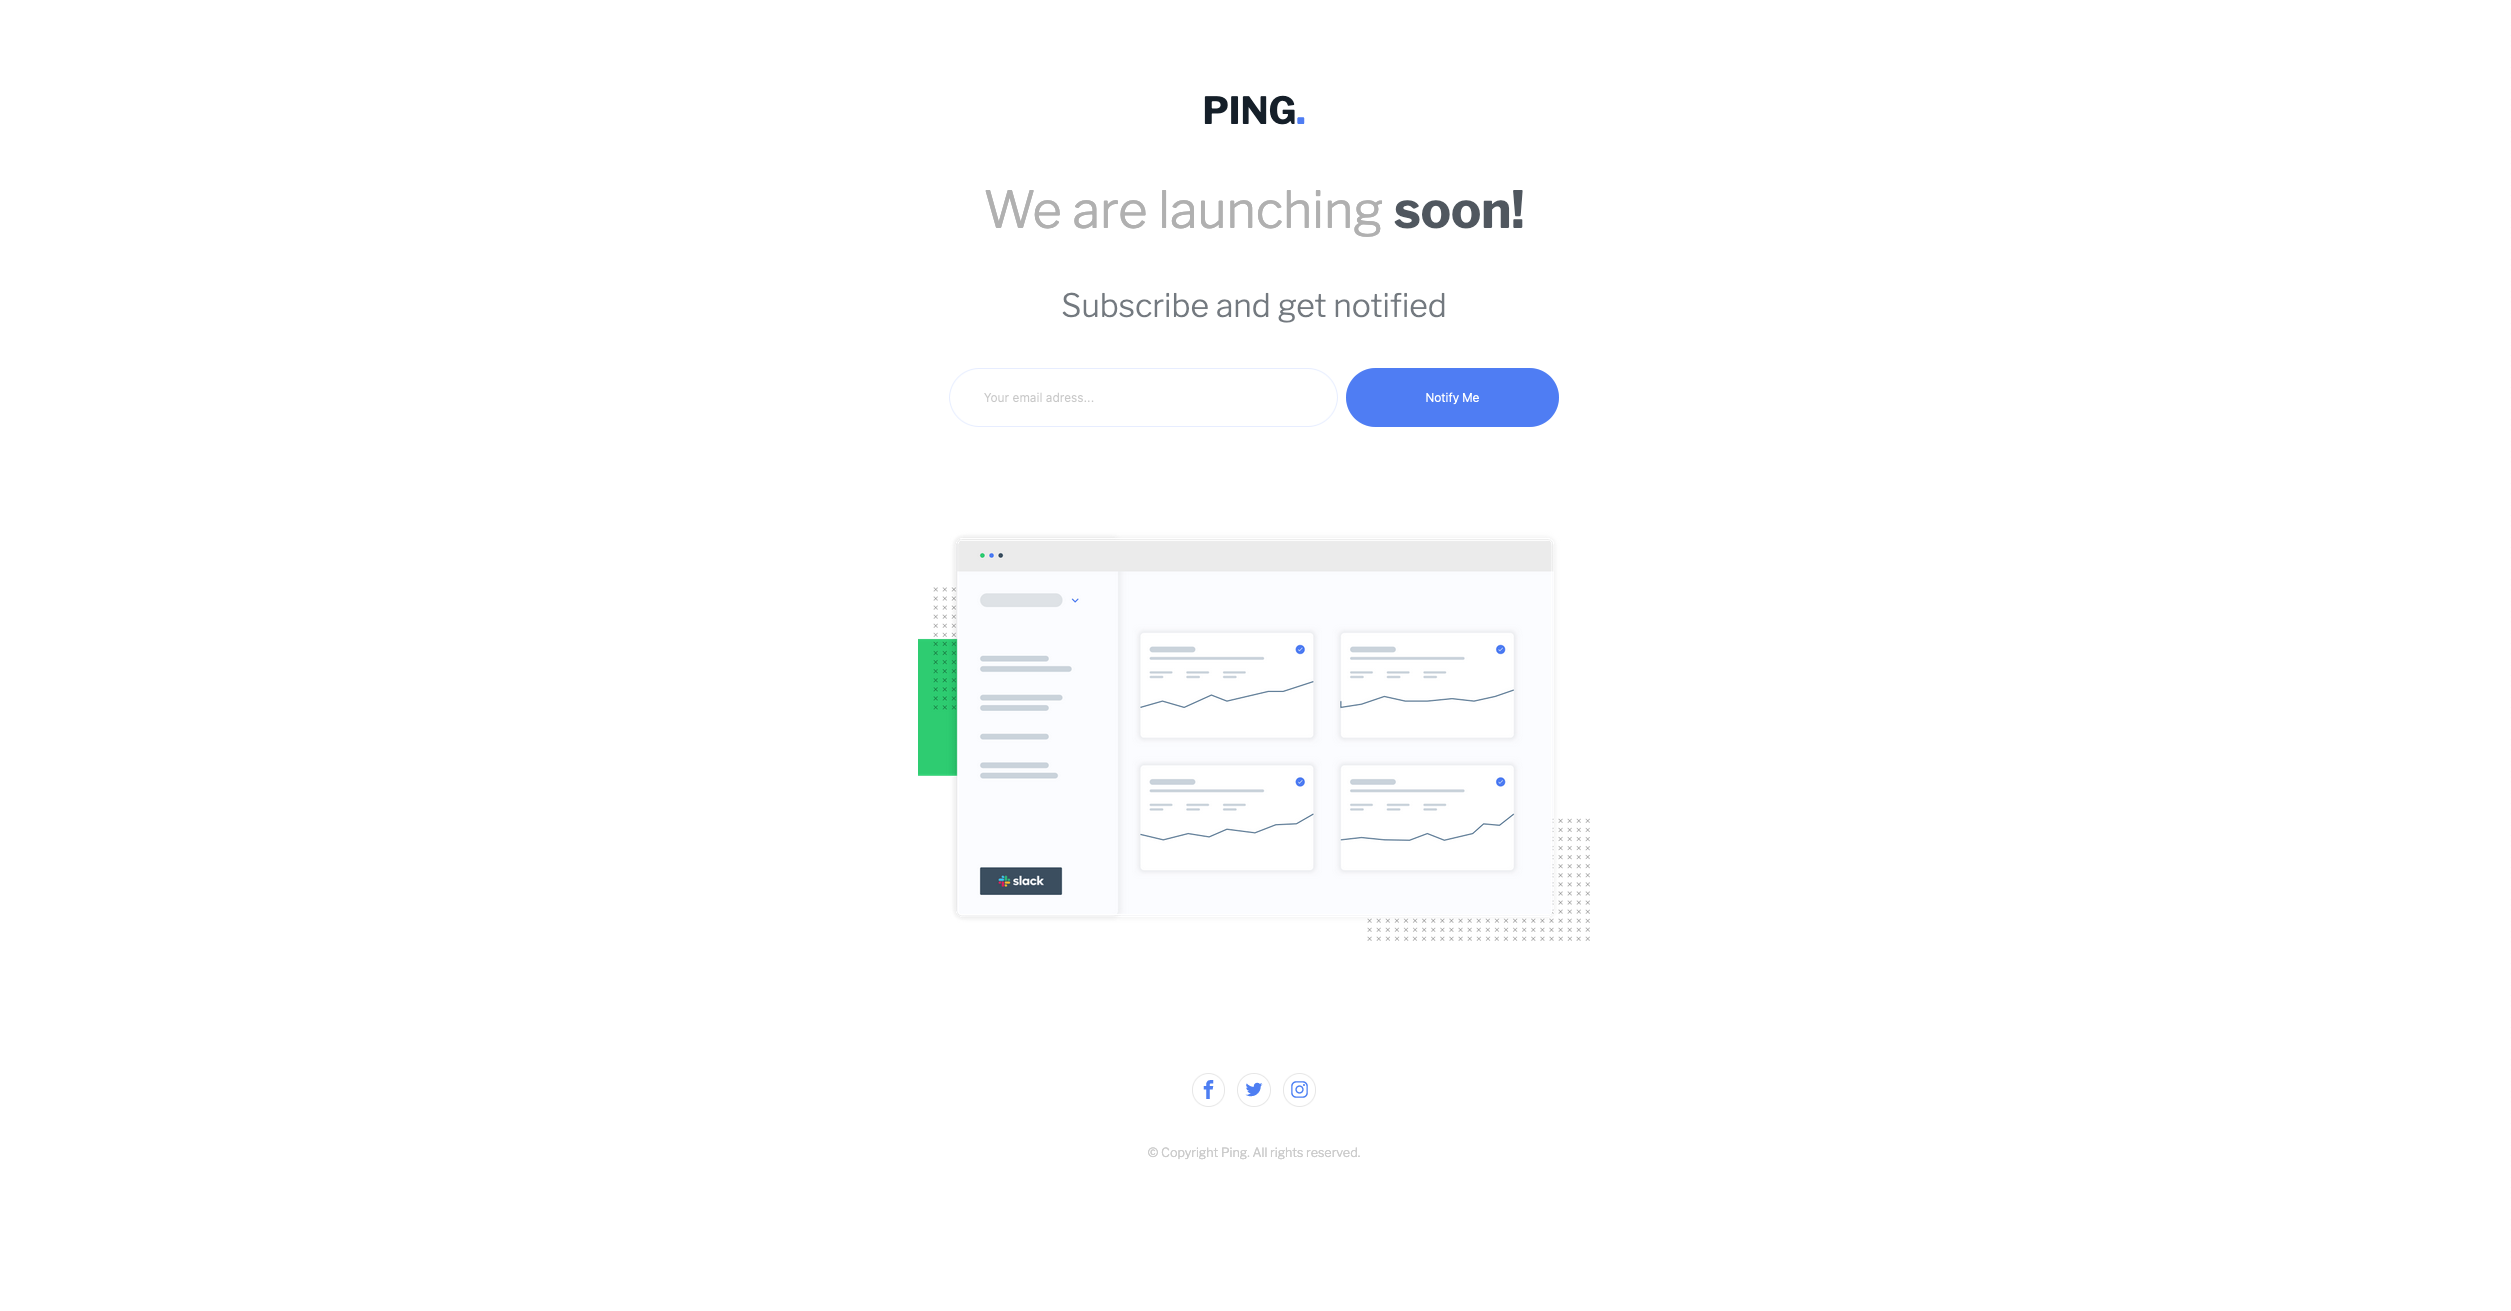 PING.
We are launching soon!
Subscribe and get notified
Your email adress...
Notify Me
slack
© Copyright Ping. All rights reserved.